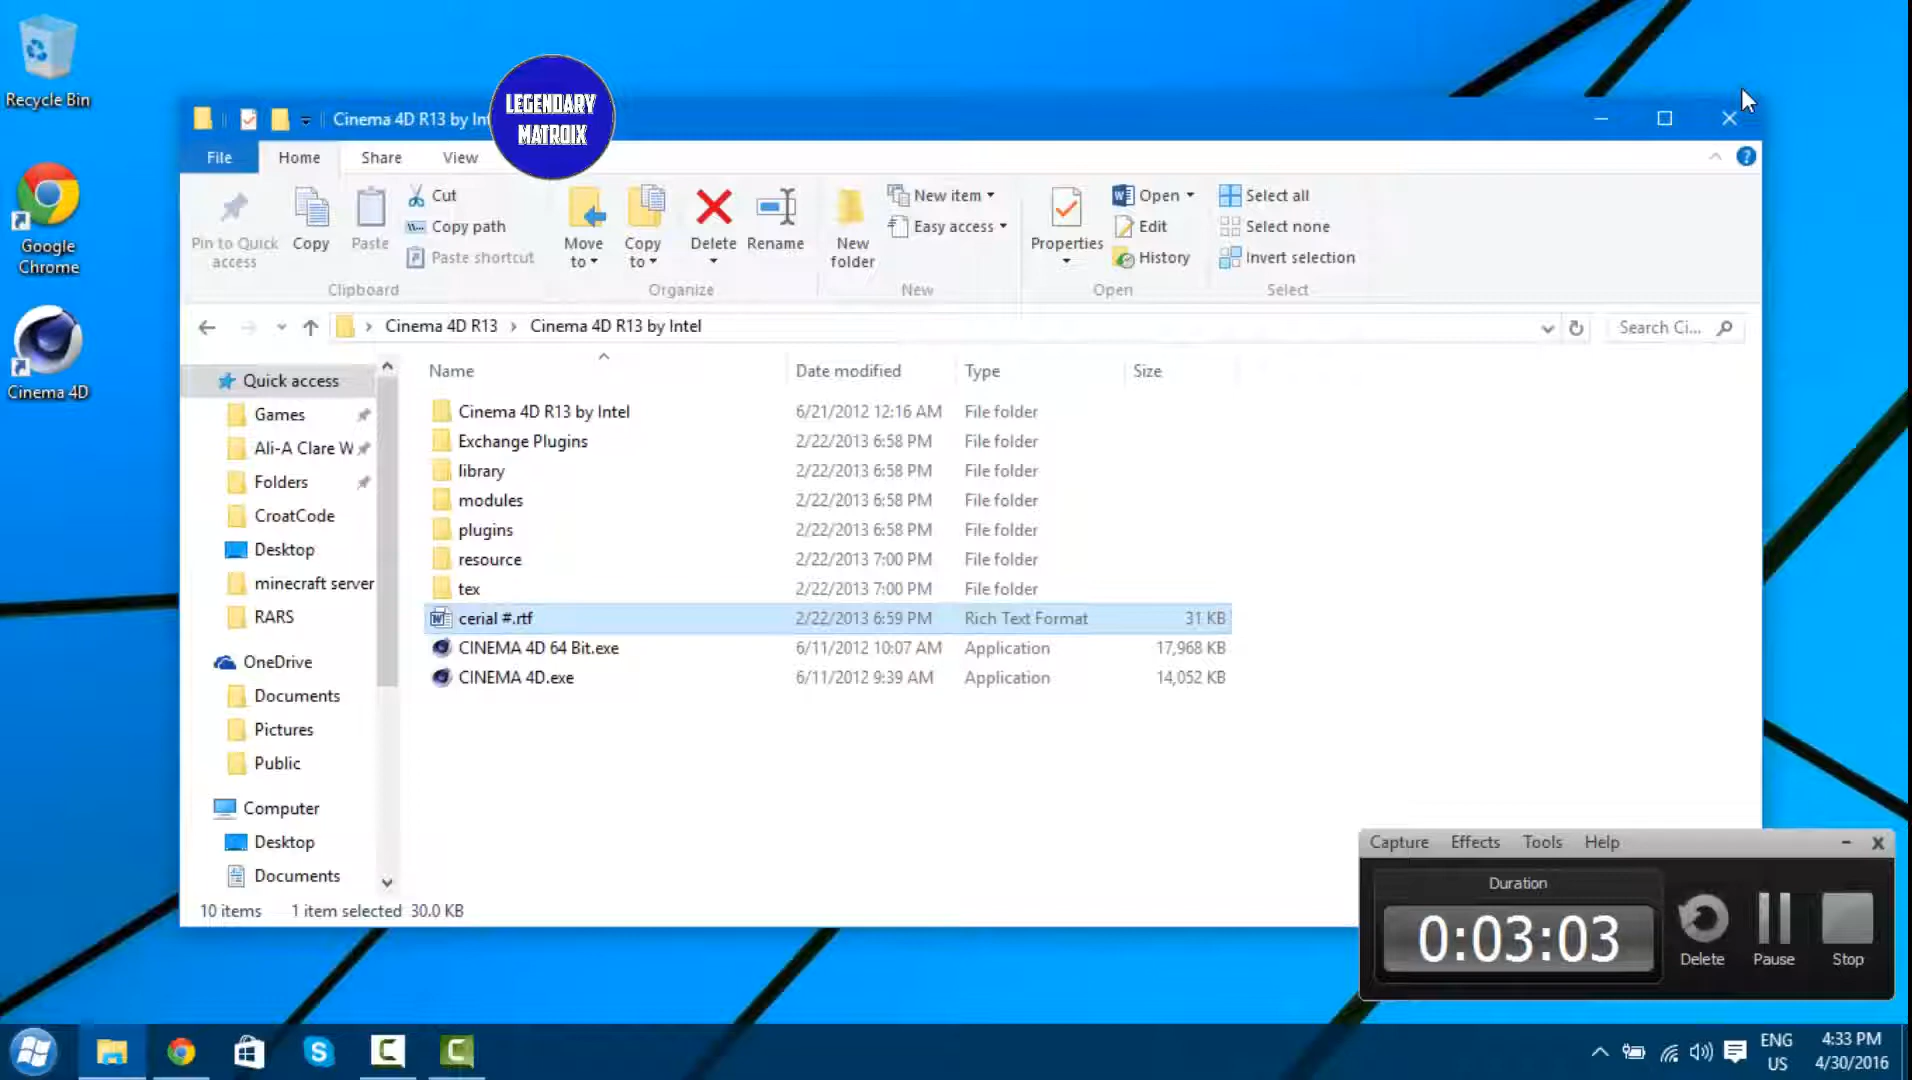 Recycle Bin
Google
Chrome
Cinema 4D
Cinema 4D R13 by Int
LEGENDARY
MATROIX
File
Home
Share
View
Pin to Quick
access
Copy
Paste
Cut
Copy path
Paste shortcut
Clipboard
Move
to
Copy
to
Delete
Rename
Organize
New
folder
New item
Easy access
New
Properties
Open
Edit
History
Open
Select all
Select none
Invert selection
Select
Cinema 4D R13 > Cinema 4D R13 by Intel
Search Ci...
Quick access
Games
Ali-A Clare W
Folders
CroatCode
Desktop
minecraft server
RARS
OneDrive
Documents
Pictures
Public
Computer
Desktop
Documents
Name Date modified Type Size
Cinema 4D R13 by Intel 6/21/2012 12:16 AM File folder
Exchange Plugins 2/22/2013 6:58 PM File folder
library 2/22/2013 6:58 PM File folder
modules 2/22/2013 6:58 PM File folder
plugins 2/22/2013 6:58 PM File folder
resource 2/22/2013 7:00 PM File folder
tex 2/22/2013 7:00 PM File folder
cerial #.rtf 2/22/2013 6:59 PM Rich Text Format 31 KB
CINEMA 4D 64 Bit.exe 6/11/2012 10:07 AM Application 17,968 KB
CINEMA 4D.exe 6/11/2012 9:39 AM Application 14,052 KB
10 items 1 item selected 30.0 KB
Capture Effects Tools Help
Duration
0:03:03
Delete
Pause
Stop
ENG
US
4:33 PM
4/30/2016